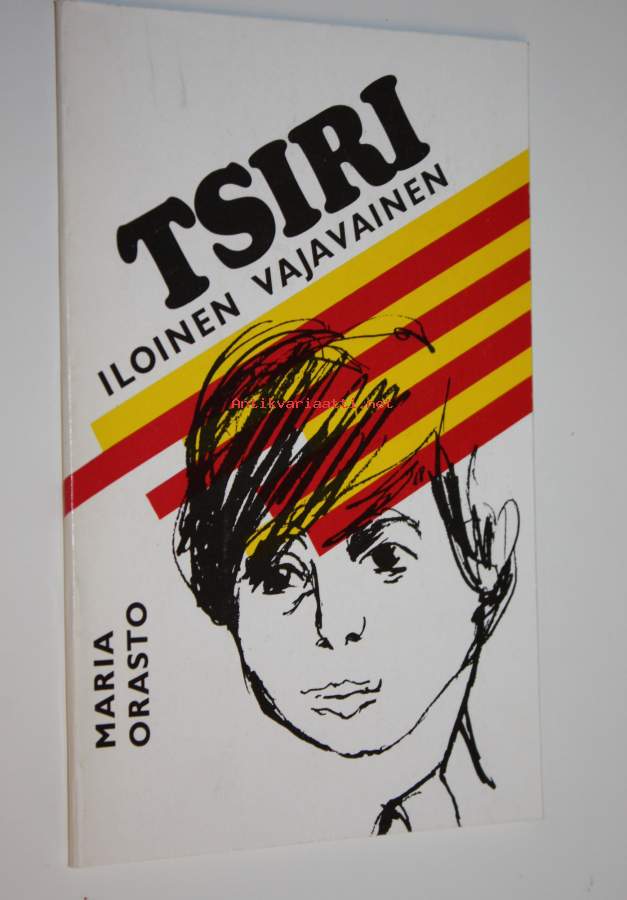 TSIRI
ILOINEN VAJAVAINEN
Antikvariaatti.net
MARIA
ORASTO